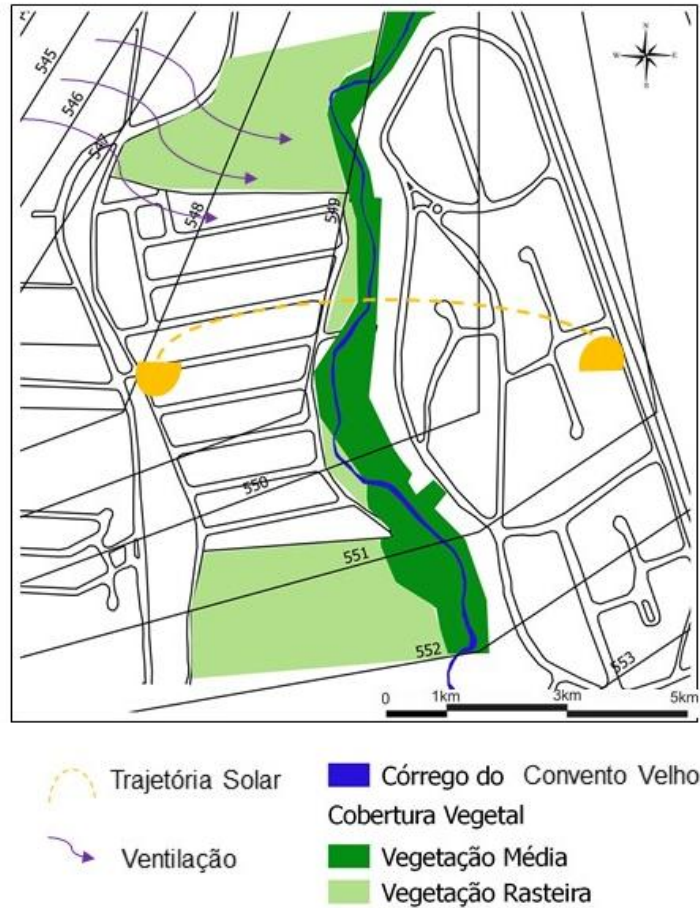 N
W
E
S
545
546
547
548
549
550
551
552
553
0 1km 3km 5km
Trajetória Solar
Ventilação
Córrego do Convento Velho
Cobertura Vegetal
Vegetação Média
Vegetação Rasteira